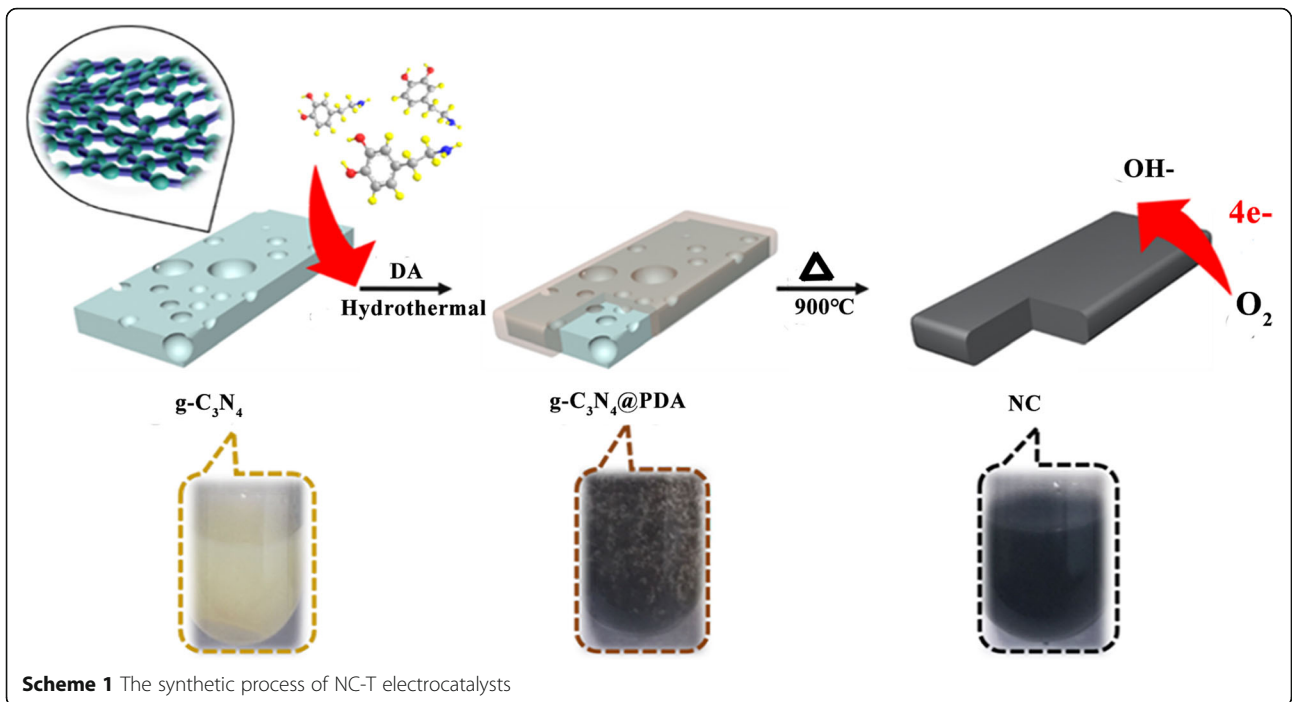 OH-
4e-
DA
Hydrothermal
900°C
O₂
g-C₃N₄
g-C₃N₄@PDA
NC
Scheme 1 The synthetic process of NC-T electrocatalysts